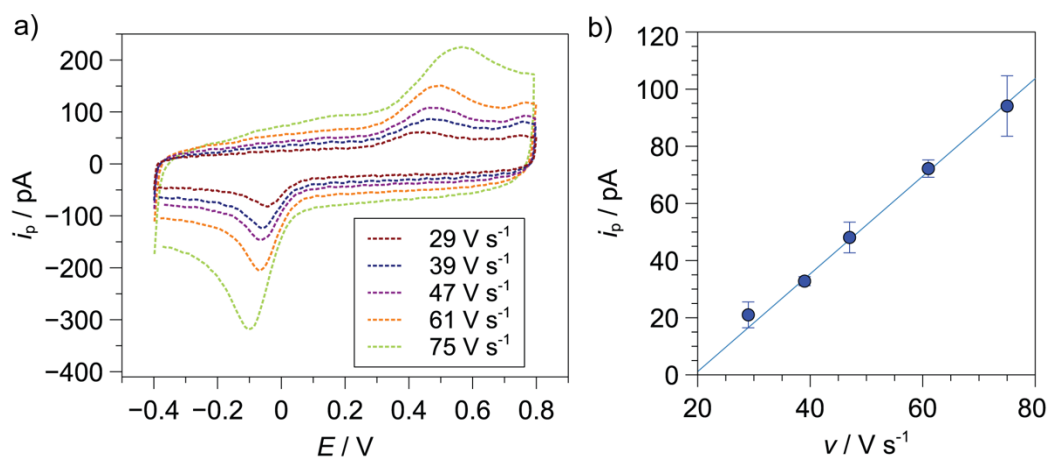 a)
200
100
0
−100
−200
−300
−400
iₚ / pA
−0.4
−0.2
0
0.2
0.4
0.6
0.8
E / V
29 V s⁻¹
39 V s⁻¹
47 V s⁻¹
61 V s⁻¹
75 V s⁻¹
b)
120
100
80
60
40
20
0
iₚ / pA
20
40
60
80
v / V s⁻¹